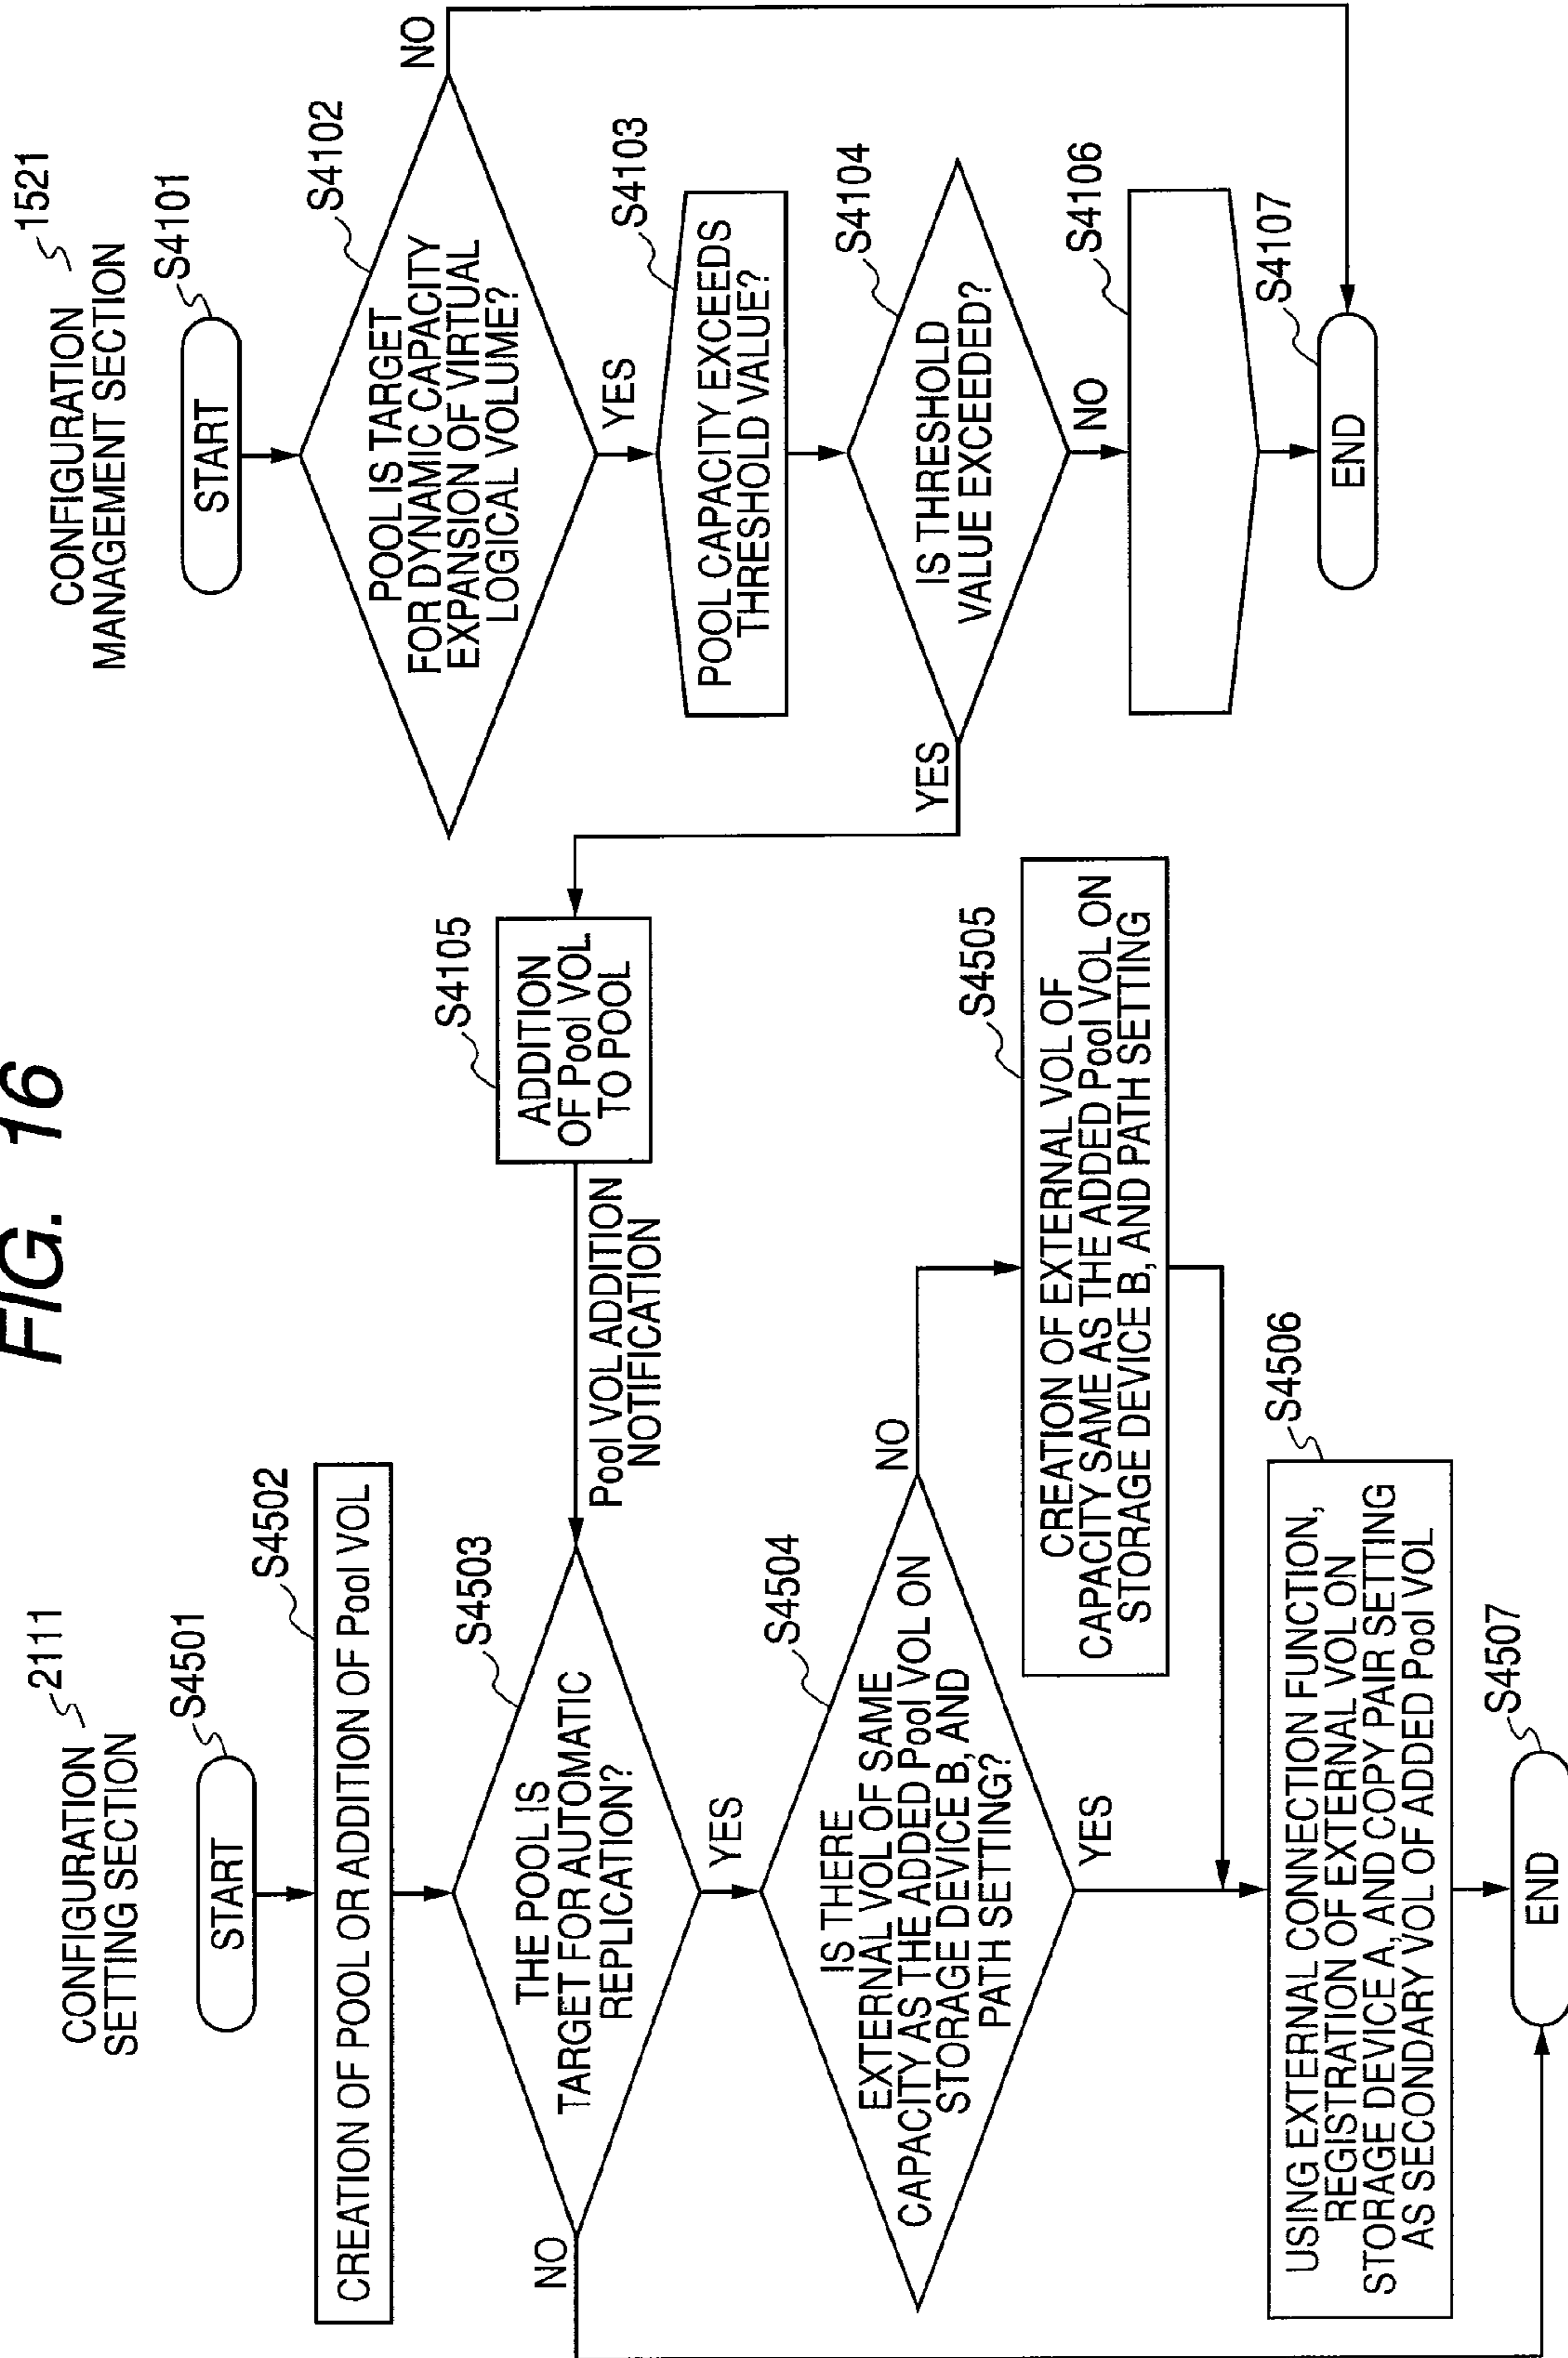 FIG. 16
CONFIGURATION
SETTING SECTION
2111
START
S4501
CREATION OF POOL OR ADDITION OF Pool VOL
S4502
THE POOL IS
TARGET FOR AUTOMATIC
REPLICATION?
S4503
NO
YES
IS THERE
EXTERNAL VOL OF SAME
CAPACITY AS THE ADDED Pool VOL ON
STORAGE DEVICE B, AND
PATH SETTING?
S4504
NO
YES
CREATION OF EXTERNAL VOL OF
CAPACITY SAME AS THE ADDED Pool VOL ON
STORAGE DEVICE B, AND PATH SETTING
S4505
USING EXTERNAL CONNECTION FUNCTION,
REGISTRATION OF EXTERNAL VOL ON
STORAGE DEVICE A, AND COPY PAIR SETTING
AS SECONDARY VOL OF ADDED Pool VOL
S4506
END
S4507
CONFIGURATION
MANAGEMENT SECTION
1521
START
S4101
POOL IS TARGET
FOR DYNAMIC CAPACITY
EXPANSION OF VIRTUAL
LOGICAL VOLUME?
S4102
NO
YES
POOL CAPACITY EXCEEDS
THRESHOLD VALUE?
S4103
IS THRESHOLD
VALUE EXCEEDED?
S4104
YES
NO
ADDITION
OF Pool VOL
TO POOL
S4105
Pool VOL ADDITION
NOTIFICATION
S4106
END
S4107